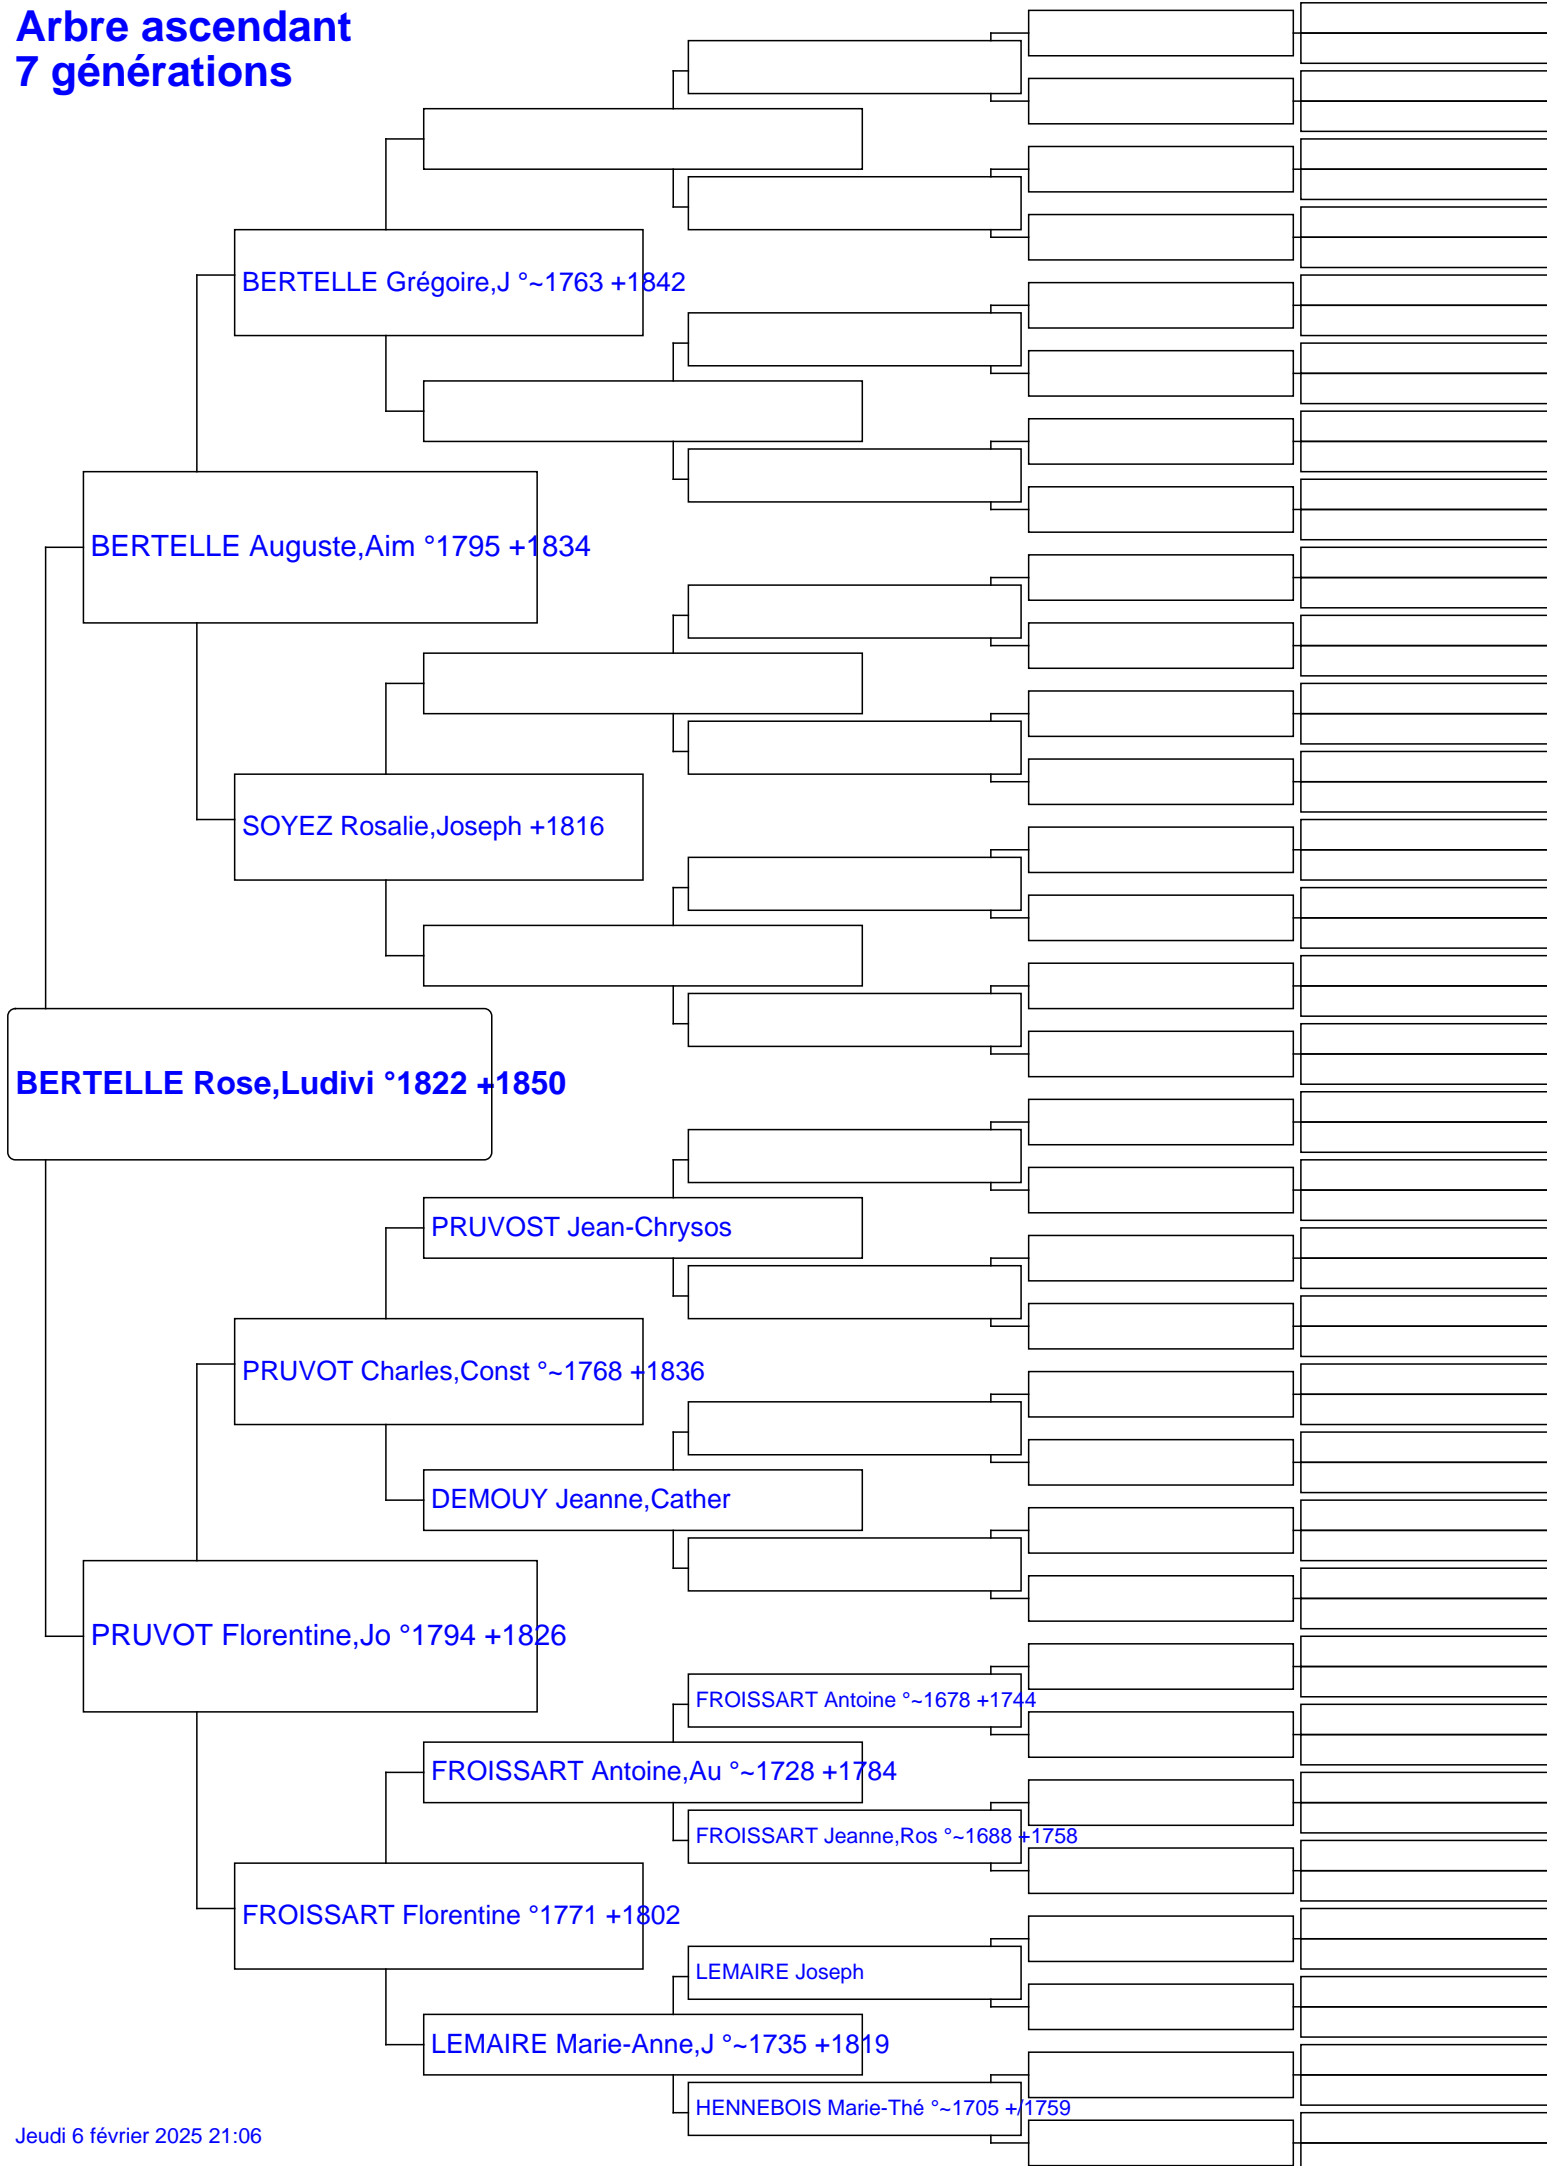 Arbre ascendant
7 générations
BERTELLE Grégoire,J °~1763 +1842
BERTELLE Auguste,Aim °1795 +1834
SOYEZ Rosalie,Joseph +1816
BERTELLE Rose,Ludivi °1822 +1850
PRUVOST Jean-Chrysos
PRUVOT Charles,Const °~1768 +1836
DEMOUY Jeanne,Cather
PRUVOT Florentine,Jo °1794 +1826
FROISSART Antoine °~1678 +1744
FROISSART Antoine,Au °~1728 +1784
FROISSART Jeanne,Ros °~1688 +1758
FROISSART Florentine °1771 +1802
LEMAIRE Joseph
LEMAIRE Marie-Anne,J °~1735 +1819
HENNEBOIS Marie-Thé °~1705 +/1759
Jeudi 6 février 2025 21:06